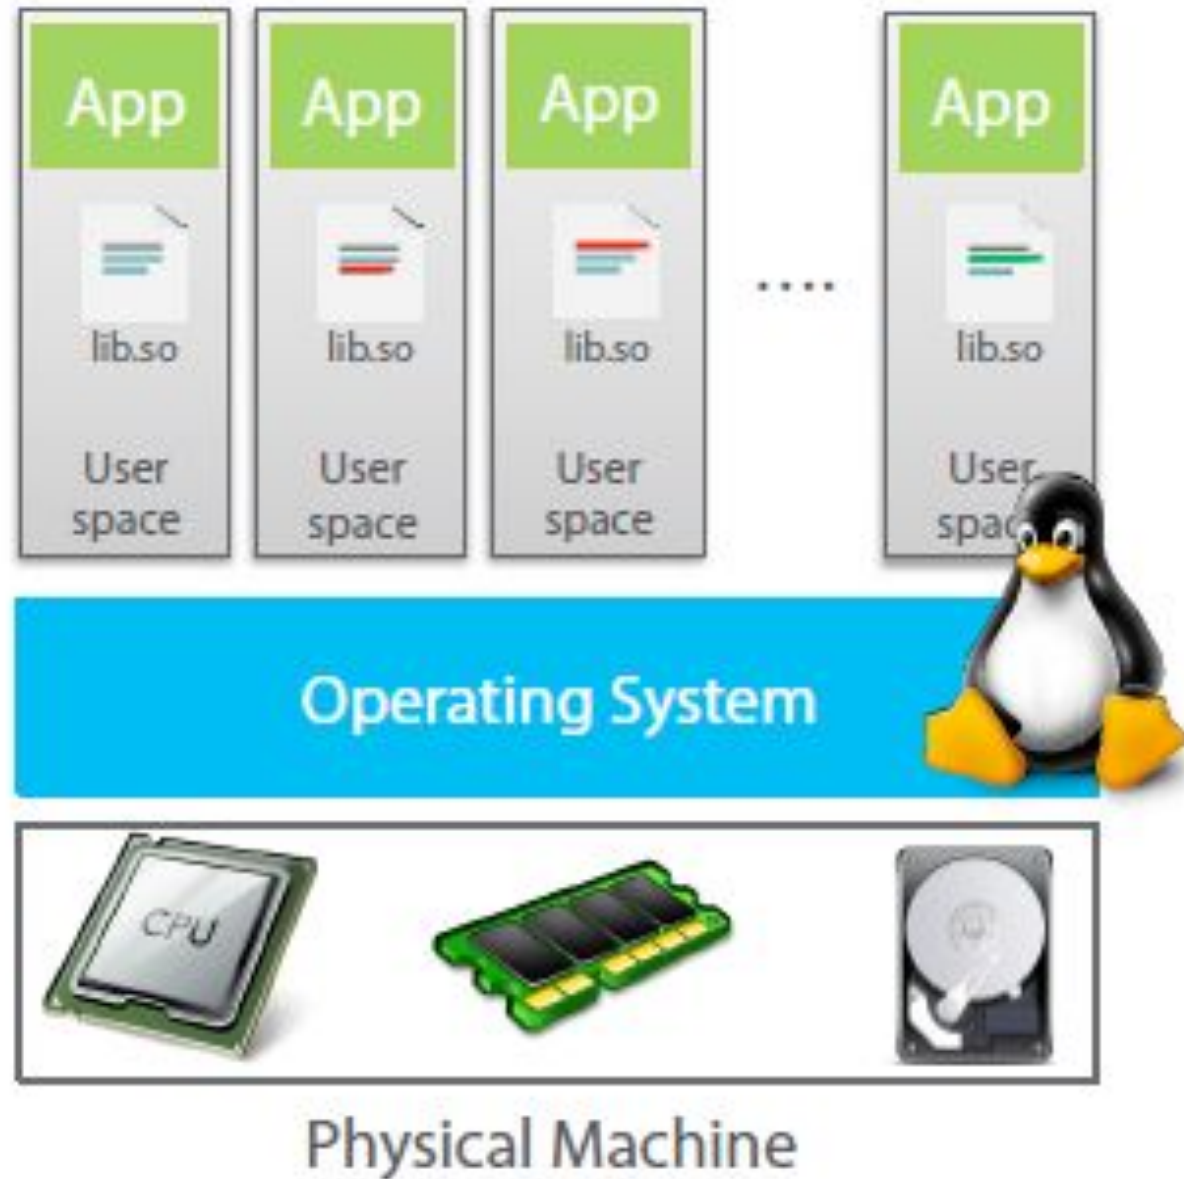 App
App
App
App
lib.so
lib.so
lib.so
....
lib.so
User
space
User
space
User
space
User
space
Operating System
CPU
Physical Machine